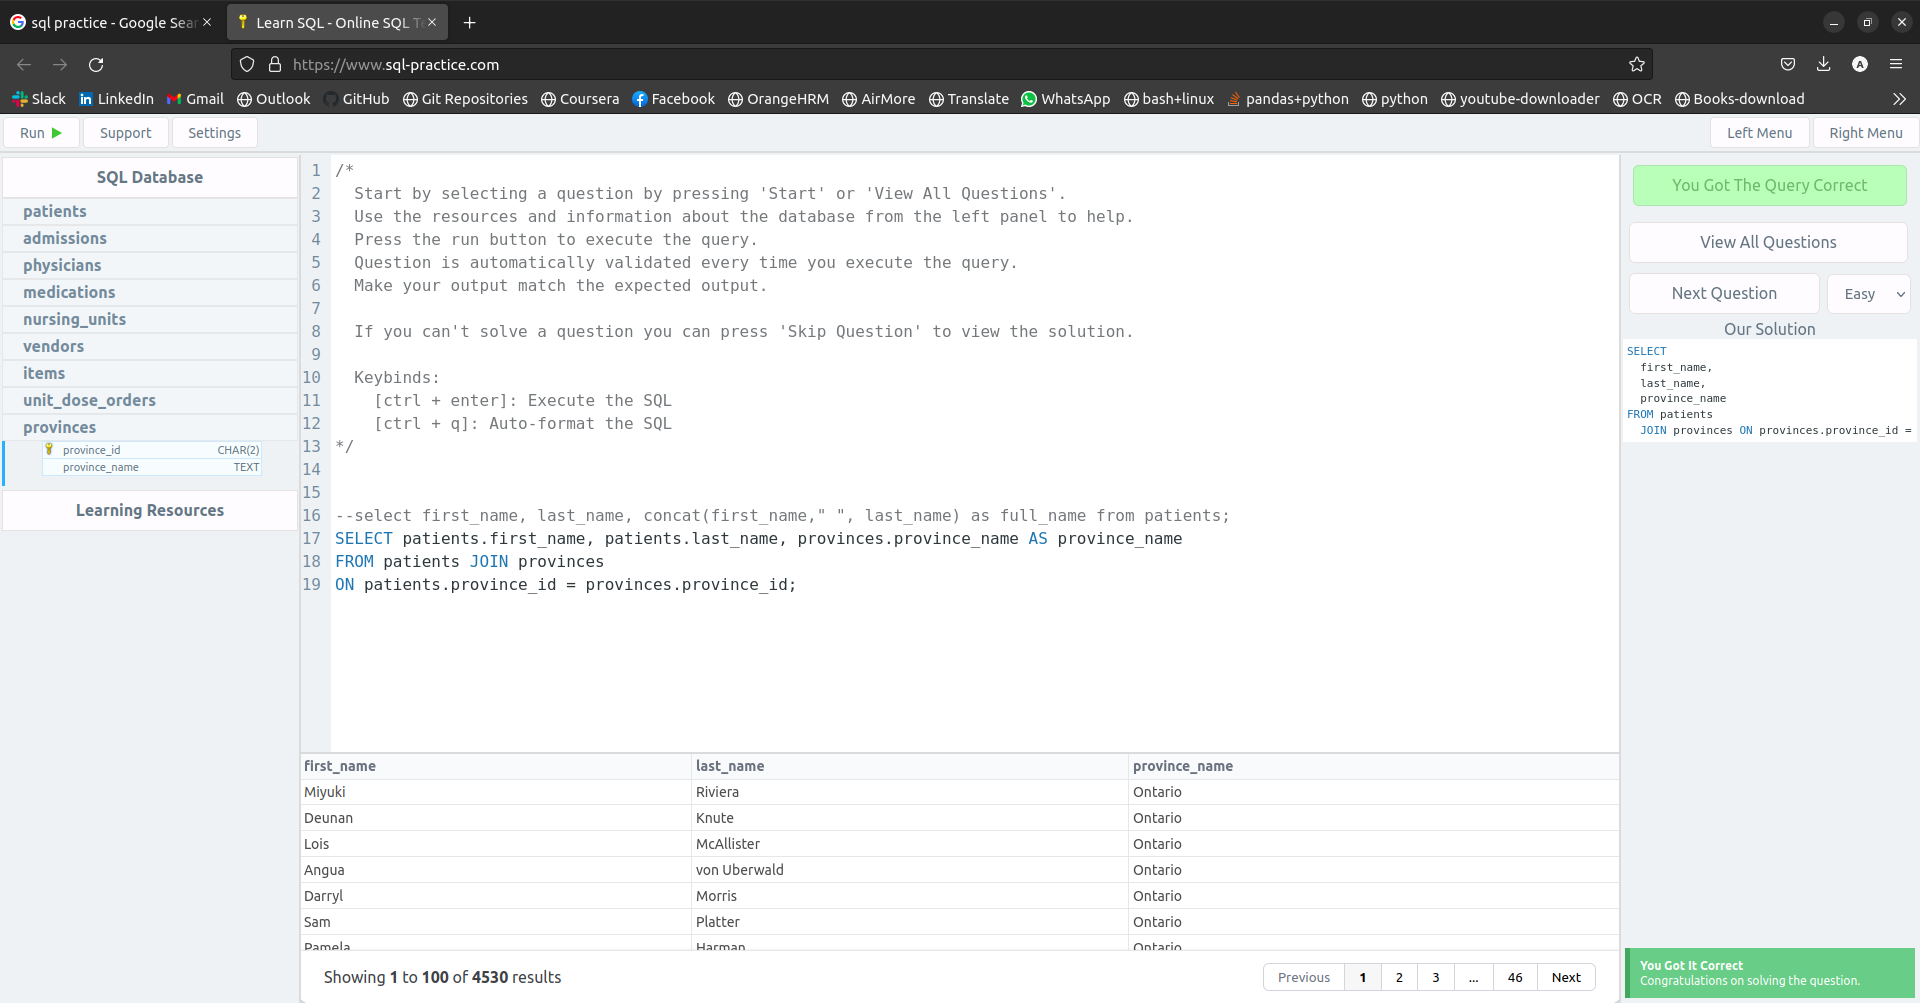 sql practice - Google Sear
Learn SQL - Online SQL Te
https://www.sql-practice.com
Slack
LinkedIn
Gmail
Outlook
GitHub
Git Repositories
Coursera
Facebook
OrangeHRM
AirMore
Translate
WhatsApp
bash+linux
pandas+python
python
youtube-downloader
OCR
Books-download
Run
Support
Settings
Left Menu
Right Menu
SQL Database
patients
admissions
physicians
medications
nursing_units
vendors
items
unit_dose_orders
provinces
province_id CHAR(2)
province_name TEXT
Learning Resources
1 /*
2 Start by selecting a question by pressing 'Start' or 'View All Questions'.
3 Use the resources and information about the database from the left panel to help.
4 Press the run button to execute the query.
5 Question is automatically validated every time you execute the query.
6 Make your output match the expected output.
7
8 If you can't solve a question you can press 'Skip Question' to view the solution.
9
10 Keybinds:
11 [ctrl + enter]: Execute the SQL
12 [ctrl + q]: Auto-format the SQL
13 */
14
15
16 --select first_name, last_name, concat(first_name," ", last_name) as full_name from patients;
17 SELECT patients.first_name, patients.last_name, provinces.province_name AS province_name
18 FROM patients JOIN provinces
19 ON patients.province_id = provinces.province_id;
first_name last_name province_name
Miyuki Riviera Ontario
Deunan Knute Ontario
Lois McAllister Ontario
Angua von Uberwald Ontario
Darryl Morris Ontario
Sam Platter Ontario
Pamela Harman Ontario
Showing 1 to 100 of 4530 results
Previous 1 2 3 ... 46 Next
You Got The Query Correct
View All Questions
Next Question
Easy
Our Solution
SELECT
first_name,
last_name,
province_name
FROM patients
JOIN provinces ON provinces.province_id =
You Got It Correct
Congratulations on solving the question.